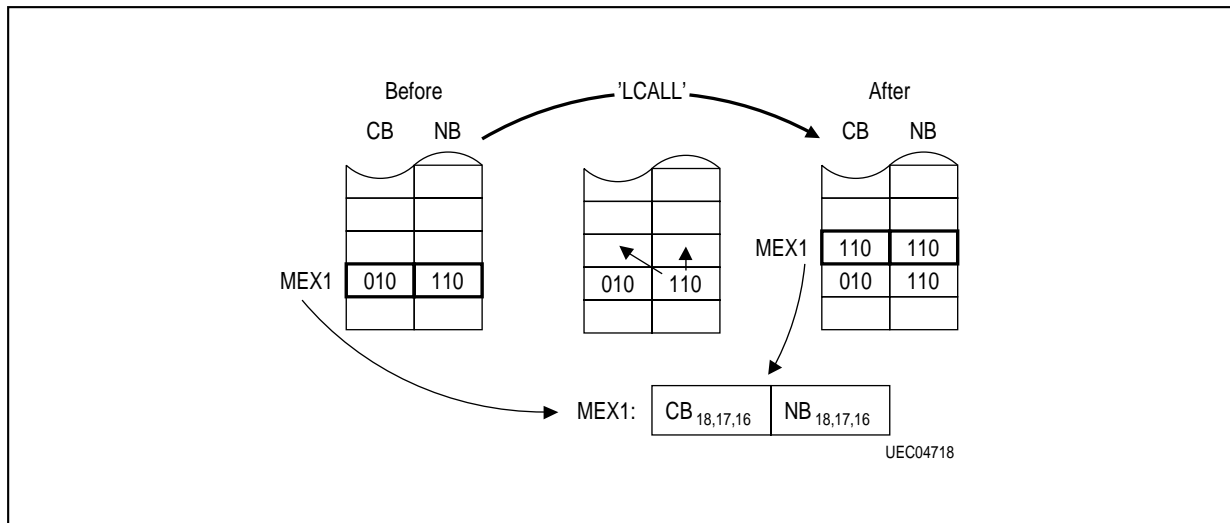 Before 'LCALL' After
CB NB CB NB
MEX1 110 110
MEX1 010 110 010 110 010 110
MEX1: CB 18,17,16 NB 18,17,16
UEC04718